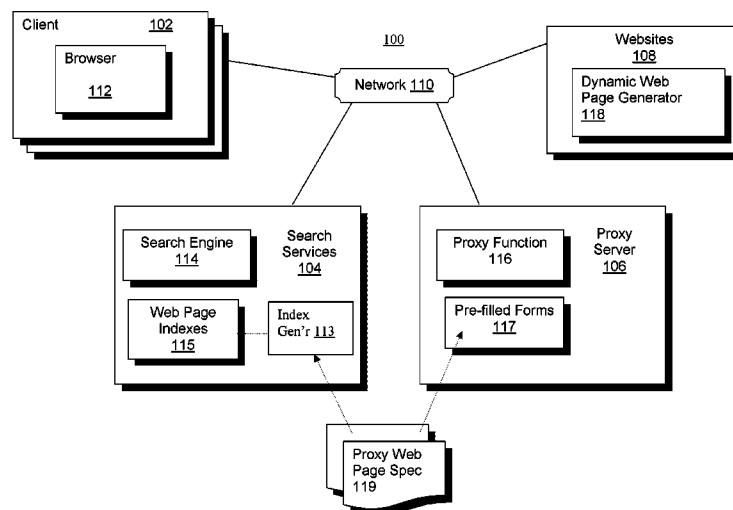 Client 102
Browser
112
100
Network 110
Websites
108
Dynamic Web
Page Generator
118
Search Engine
114
Search
Services
104
Web Page
Indexes
115
Index
Gen'r 113
Proxy Function
116
Proxy
Server
106
Pre-filled Forms
117
Proxy Web
Page Spec
119